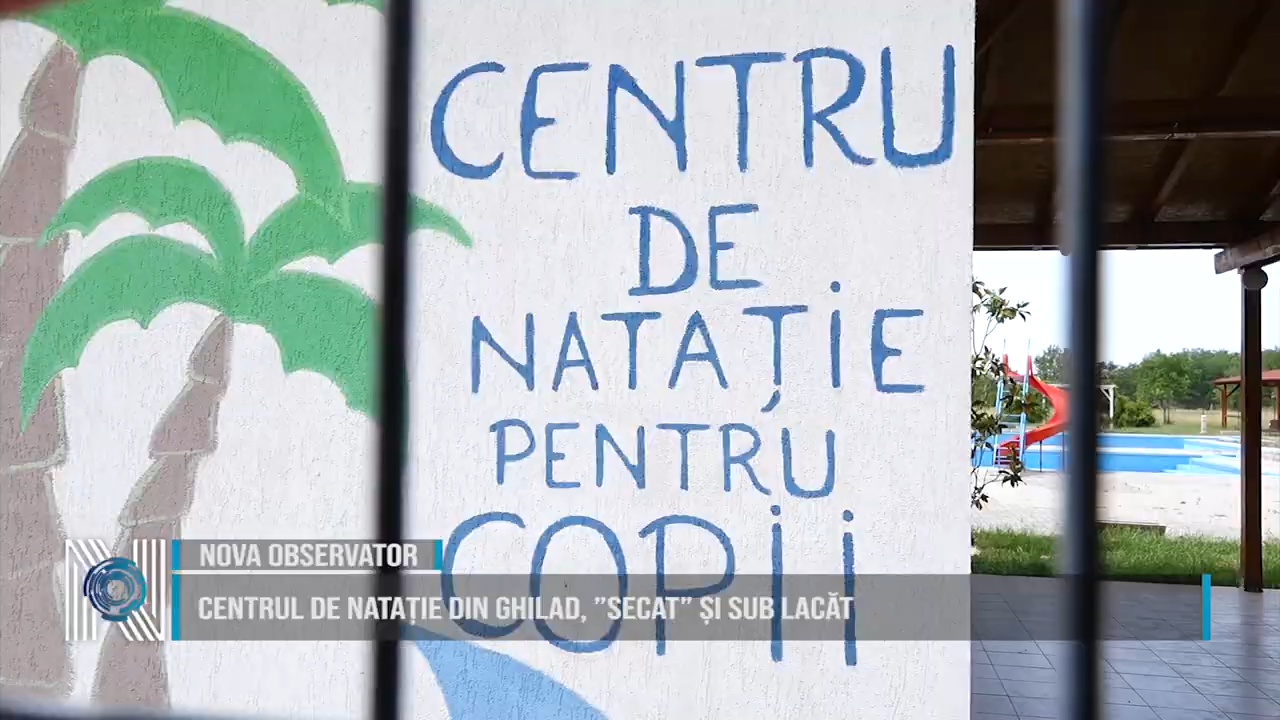 CENTRU
DE
NATAȚIE
PENTRU
COPII
NOVA OBSERVATOR
CENTRUL DE NATAȚIE DIN GHILAD, ”SECAT” ȘI SUB LACĂT